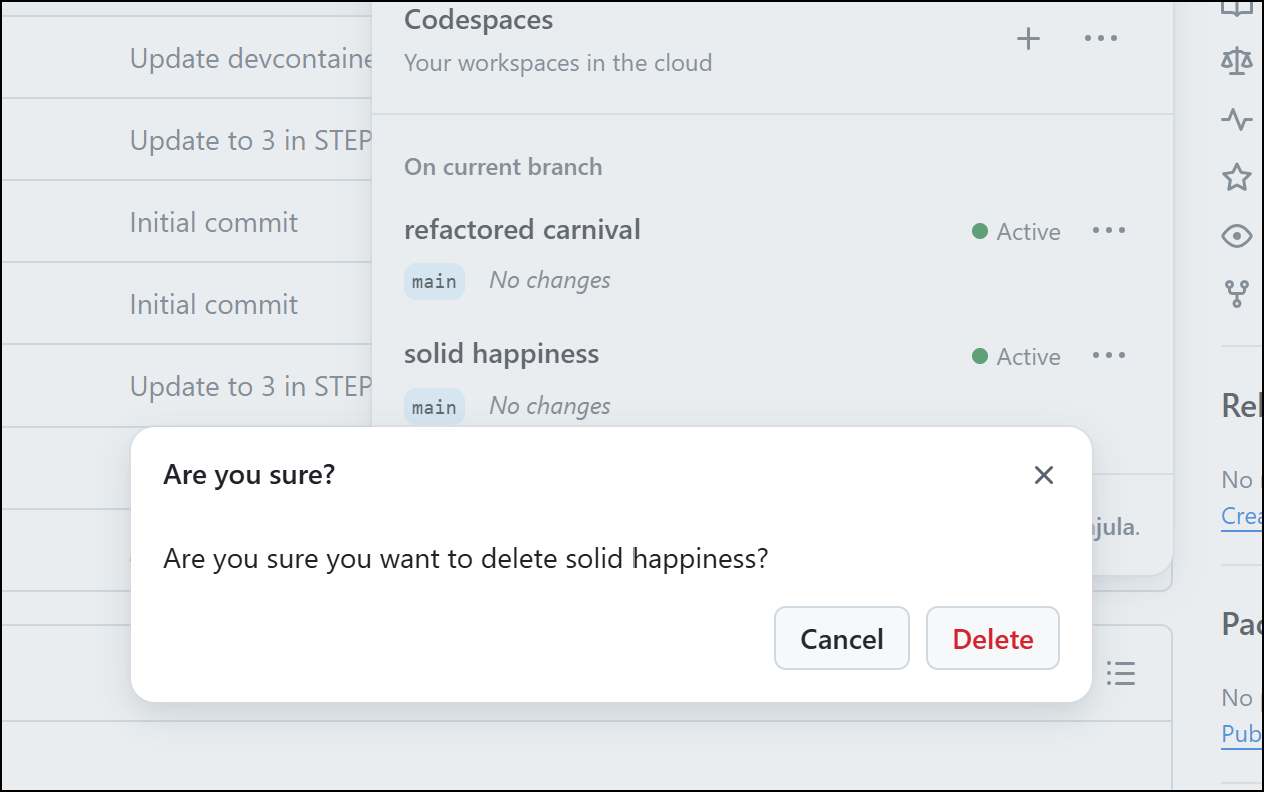 Codespaces
Your workspaces in the cloud
Update devcontaine
Update to 3 in STEP
On current branch
Initial commit
refactored carnival
Active
main
No changes
Initial commit
solid happiness
Active
Update to 3 in STEP
main
No changes
Rel
Are you sure?
No
Crea
jula.
Are you sure you want to delete solid happiness?
Cancel
Delete
Pac
No
Pub